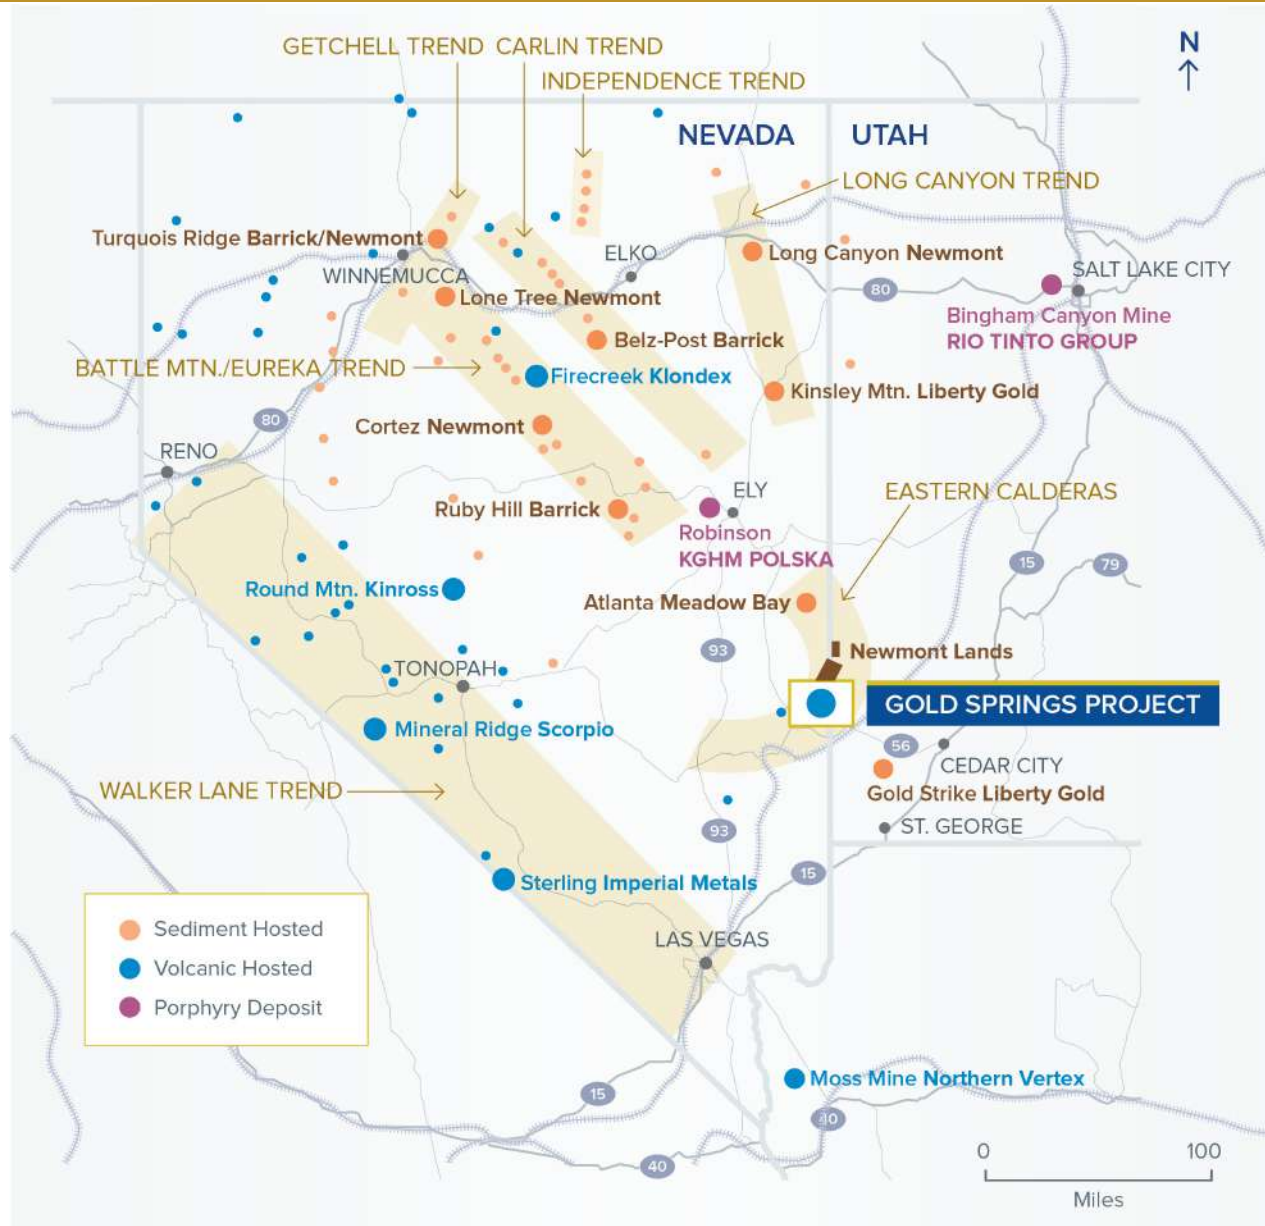 GETCHELL TREND
CARLIN TREND
INDEPENDENCE TREND
N
NEVADA
UTAH
LONG CANYON TREND
Turquois Ridge Barrick/Newmont
WINNEMUCCA
ELKO
Long Canyon Newmont
80
SALT LAKE CITY
Lone Tree Newmont
Bingham Canyon Mine
RIO TINTO GROUP
Belz-Post Barrick
BATTLE MTN./EUREKA TREND
Firecreek Klondex
Kinsley Mtn. Liberty Gold
80
Cortez Newmont
RENO
ELY
EASTERN CALDERAS
Ruby Hill Barrick
Robinson
KGHM POLSKA
15
79
Round Mtn. Kinross
Atlanta Meadow Bay
93
Newmont Lands
TONOPAH
GOLD SPRINGS PROJECT
Mineral Ridge Scorpio
56
CEDAR CITY
WALKER LANE TREND
Gold Strike Liberty Gold
93
ST. GEORGE
15
Sterling Imperial Metals
Sediment Hosted
Volcanic Hosted
Porphyry Deposit
LAS VEGAS
Moss Mine Northern Vertex
15
40
40
0 100
Miles